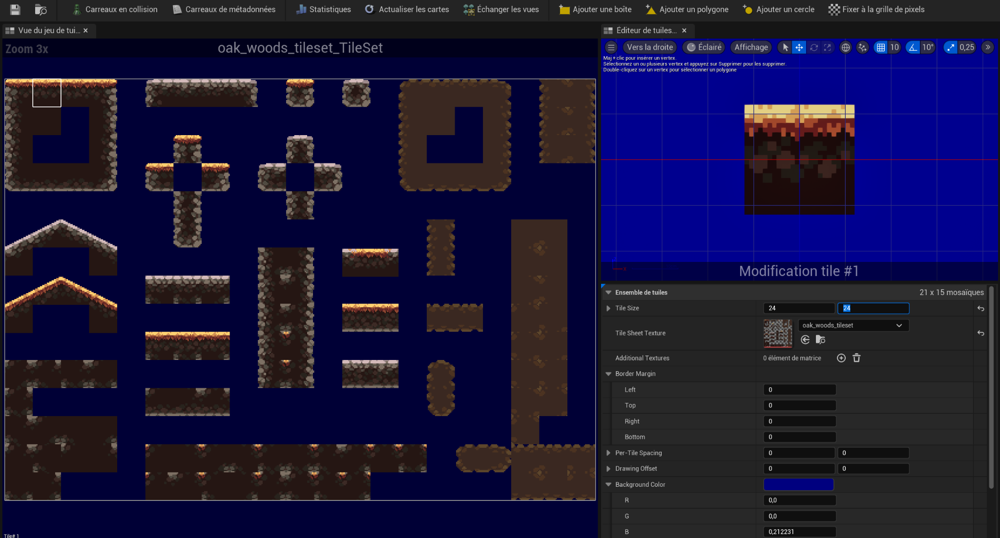 Carreaux en collision
Carreaux de métadonnées
Statistiques
Actualiser les cartes
Échanger les vues
Ajouter une boîte
Ajouter un polygone
Ajouter un cercle
Fixer à la grille de pixels
Vue du jeu de tui...
Éditeur de tuiles...
Zoom 3x
oak_woods_tileset_TileSet
Vers la droite
Éclairé
Affichage
10
10°
0,25
Maj + clic pour insérer un vertex.
Sélectionnez un ou plusieurs vertex et appuyez sur Supprimer pour les supprimer.
Double-cliquez sur un vertex pour sélectionner un polygone
X
Modification tile #1
Ensemble de tuiles
21 x 15 mosaïques
Tile Size
24
24
Tile Sheet Texture
oak_woods_tileset
Additional Textures
0 élément de matrice
Border Margin
Left
0
Top
0
Right
0
Bottom
0
Per-Tile Spacing
0
0
Drawing Offset
0
0
Background Color
R
0,0
G
0,0
B
0,212231
Tile# 1